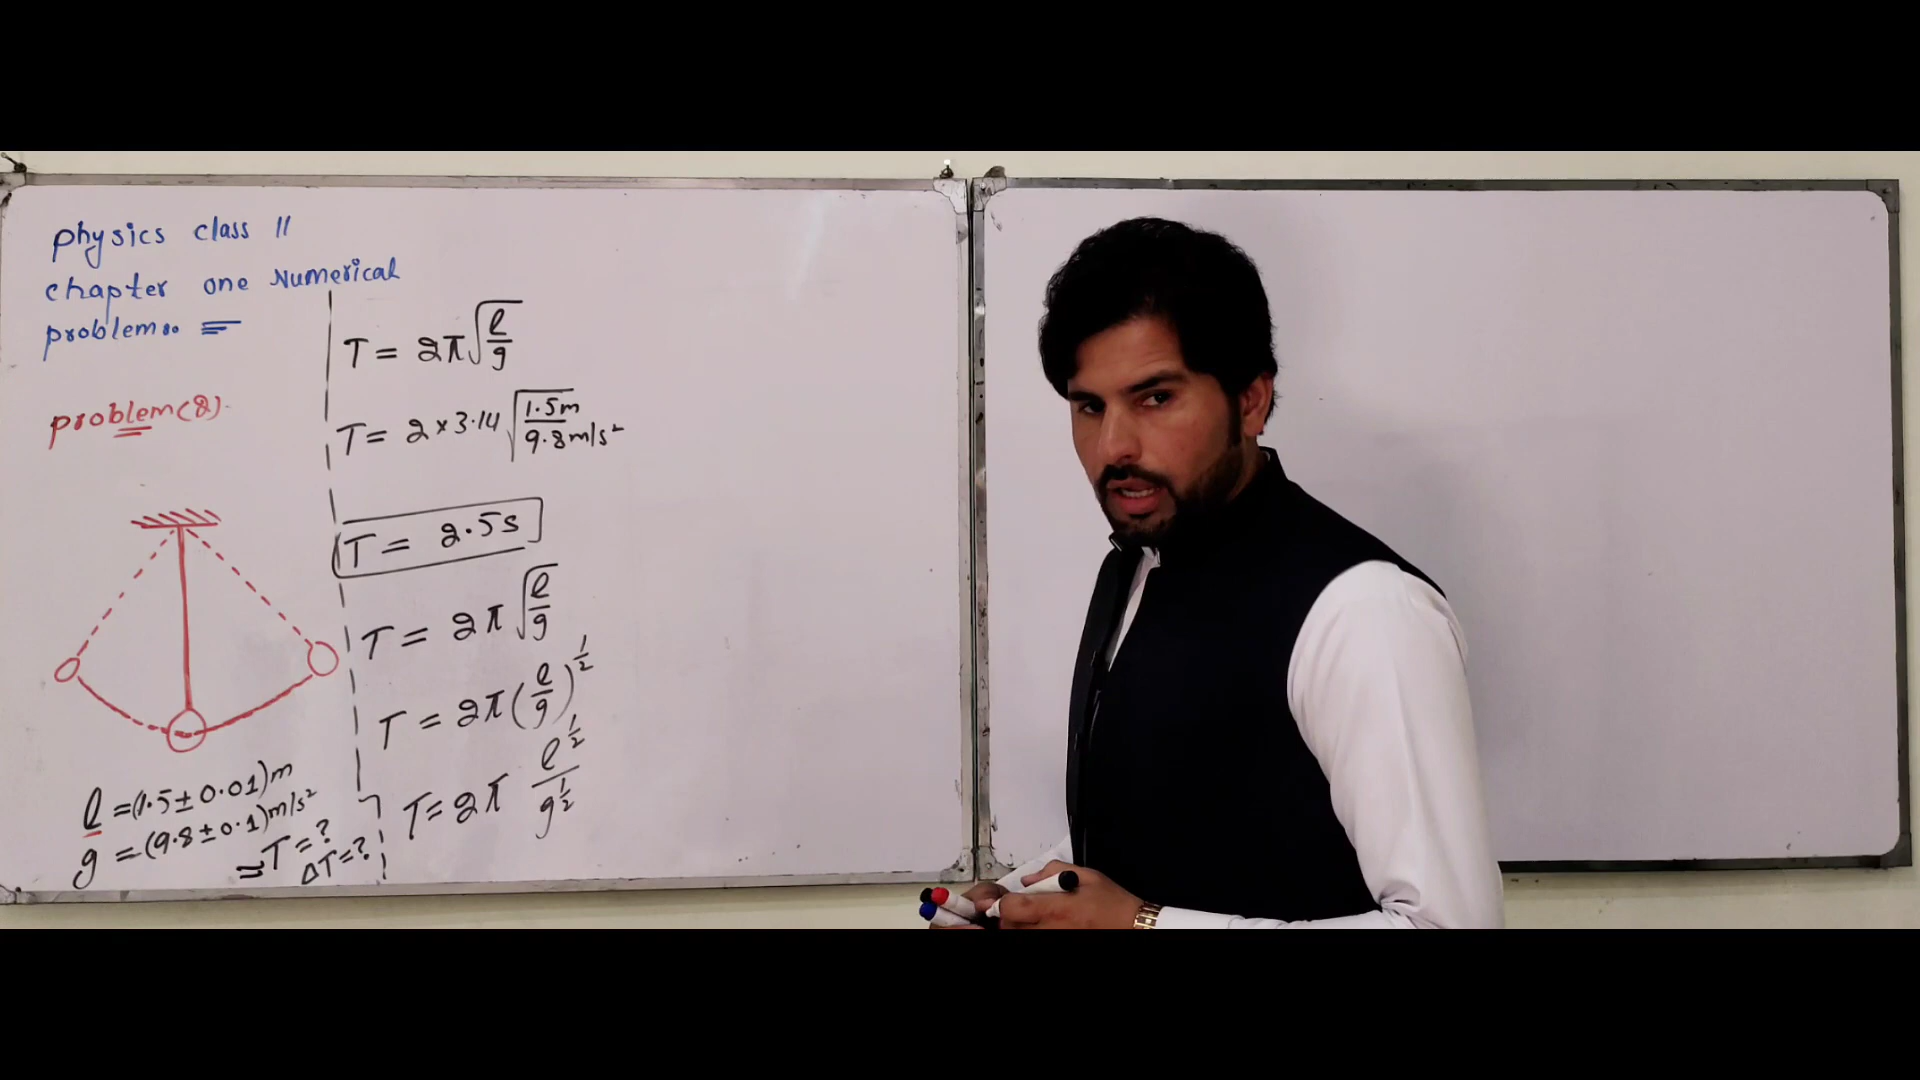 physics class 11
chapter one Numerical
problem:
problem(8).
l = (1.5 ± 0.01)m
g = (9.8 ± 0.1)m/s²
T = ?
ΔT = ?
T = 2π√(l/g)
T = 2 × 3.14 √(1.5m/9.8m/s²)
T = 2.5s
T = 2π √(l/g)
T = 2π(l/g)^1/2
T = 2π l^1/2 / g^1/2